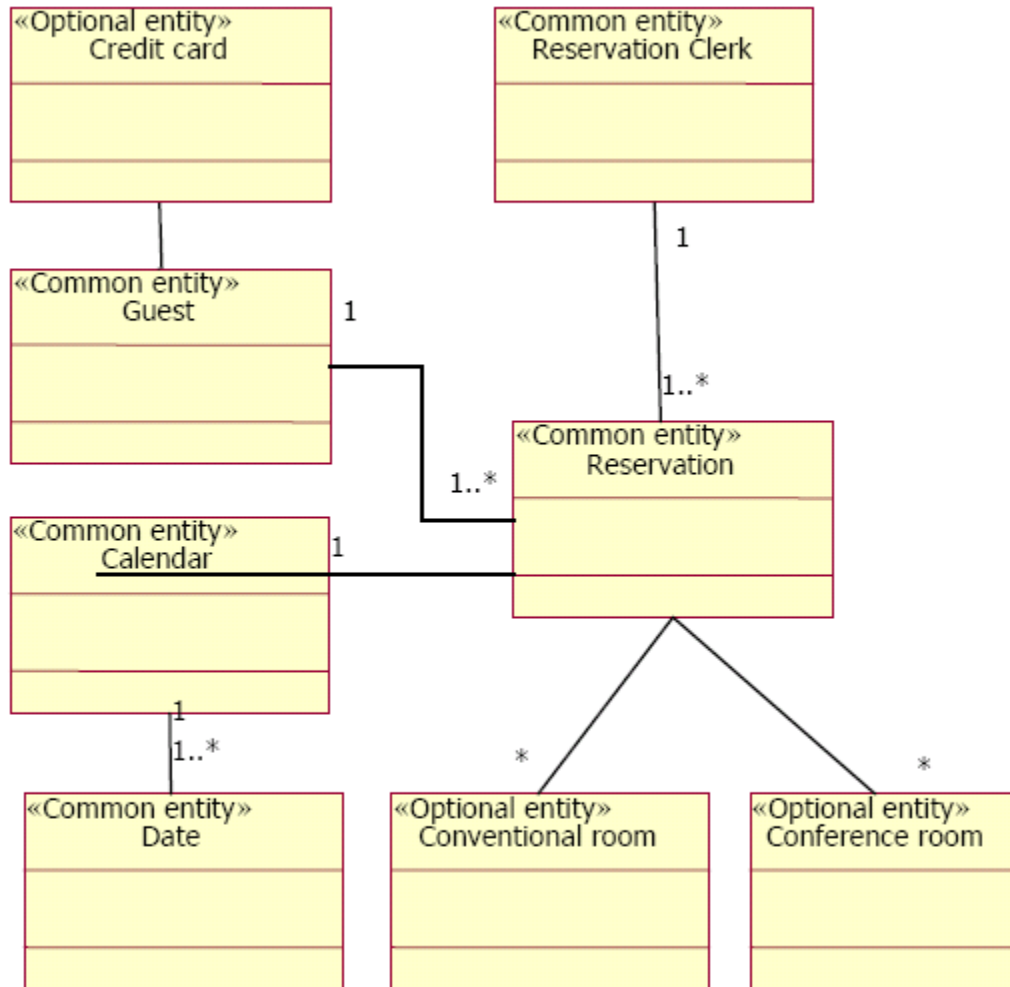 «Optional entity»
Credit card
«Common entity»
Reservation Clerk
1
«Common entity»
Guest
1
1..*
«Common entity»
Reservation
1..*
«Common entity»
Calendar
1
1
1..*
*
*
«Common entity»
Date
«Optional entity»
Conventional room
«Optional entity»
Conference room